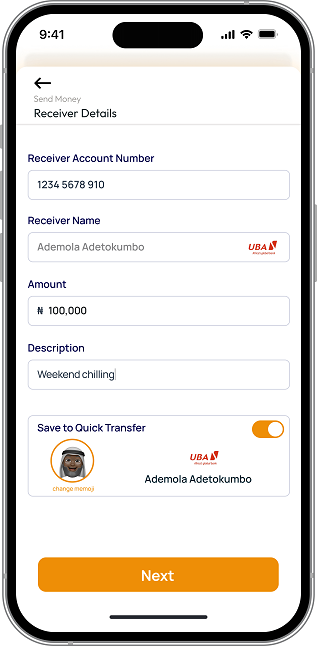 9:41
Send Money
Receiver Details
Receiver Account Number
1234 5678 910
Receiver Name
Ademola Adetokumbo
UBA
Amount
₦ 100,000
Description
Weekend chilling
Save to Quick Transfer
change memoji
UBA
Ademola Adetokumbo
Next